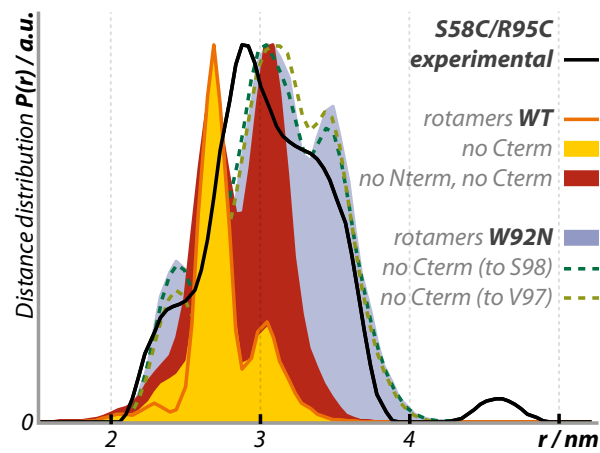 Distance distribution P(r) / a.u.
S58C/R95C
experimental
rotamers WT
no Cterm
no Nterm, no Cterm
rotamers W92N
no Cterm (to S98)
no Cterm (to V97)
0
2
3
4
r / nm